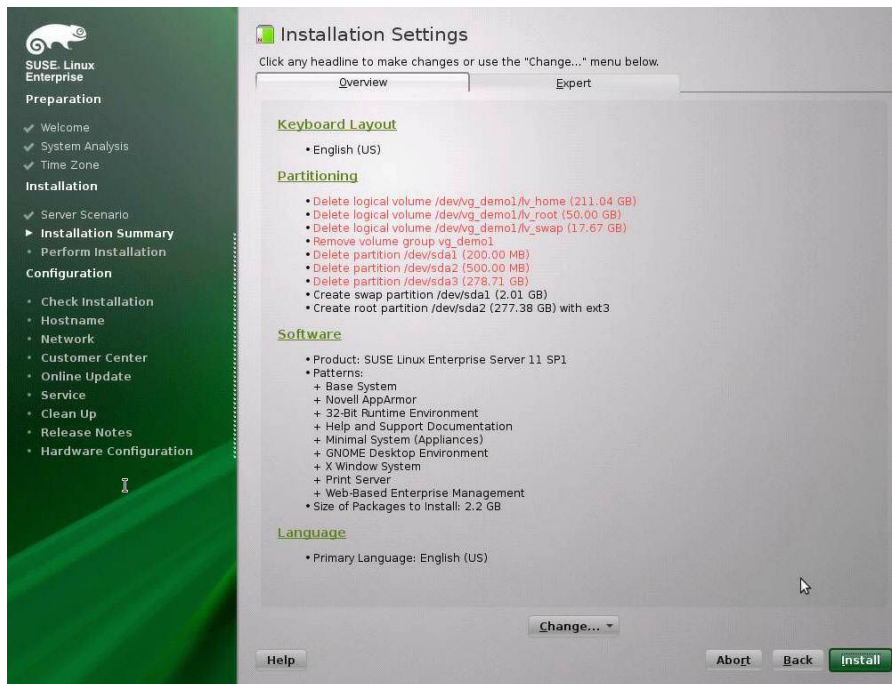 SUSE. Linux
Enterprise
Preparation
Welcome
System Analysis
Time Zone
Installation
Server Scenario
Installation Summary
Perform Installation
Configuration
Check Installation
Hostname
Network
Customer Center
Online Update
Service
Clean Up
Release Notes
Hardware Configuration
Installation Settings
Click any headline to make changes or use the "Change..." menu below.
Overview
Expert
Keyboard Layout
• English (US)
Partitioning
• Delete logical volume /dev/vg_demo1/lv_home (211.04 GB)
• Delete logical volume /dev/vg_demo1/lv_root (50.00 GB)
• Delete logical volume /dev/vg_demo1/lv_swap (17.67 GB)
• Remove volume group vg_demo1
• Delete partition /dev/sda1 (200.00 MB)
• Delete partition /dev/sda2 (500.00 MB)
• Delete partition /dev/sda3 (278.71 GB)
• Create swap partition /dev/sda1 (2.01 GB)
• Create root partition /dev/sda2 (277.38 GB) with ext3
Software
• Product: SUSE Linux Enterprise Server 11 SP1
• Patterns:
+ Base System
+ Novell AppArmor
+ 32-Bit Runtime Environment
+ Help and Support Documentation
+ Minimal System (Appliances)
+ GNOME Desktop Environment
+ X Window System
+ Print Server
+ Web-Based Enterprise Management
• Size of Packages to Install: 2.2 GB
Language
• Primary Language: English (US)
Change...
Help
Abort
Back
Install